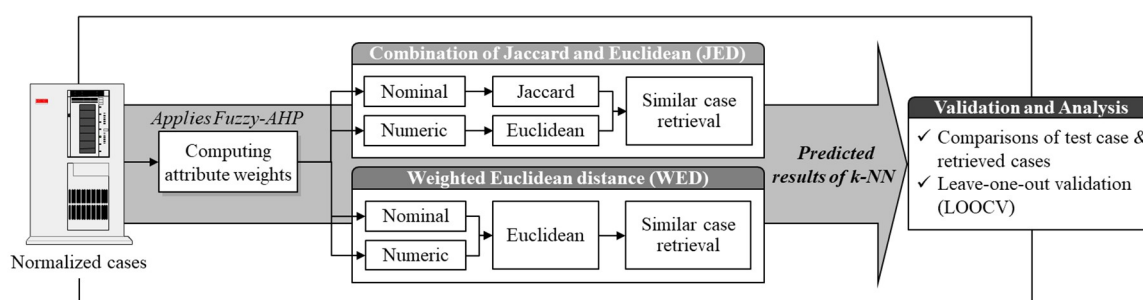 Combination of Jaccard and Euclidean (JED)
Nominal
Jaccard
Numeric
Euclidean
Similar case
retrieval
Applies Fuzzy-AHP
Computing
attribute weights
Normalized cases
Weighted Euclidean distance (WED)
Nominal
Numeric
Euclidean
Similar case
retrieval
Predicted
results of k-NN
Validation and Analysis
✓ Comparisons of test case &
retrieved cases
✓ Leave-one-out validation
(LOOCV)